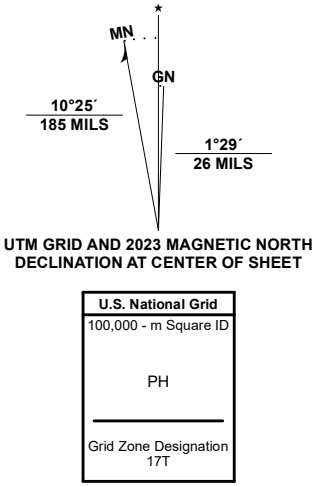 ★
MN
GN
10°25´
185 MILS
1°29´
26 MILS
UTM GRID AND 2023 MAGNETIC NORTH
DECLINATION AT CENTER OF SHEET
U.S. National Grid
100,000 - m Square ID
PH
Grid Zone Designation
17T